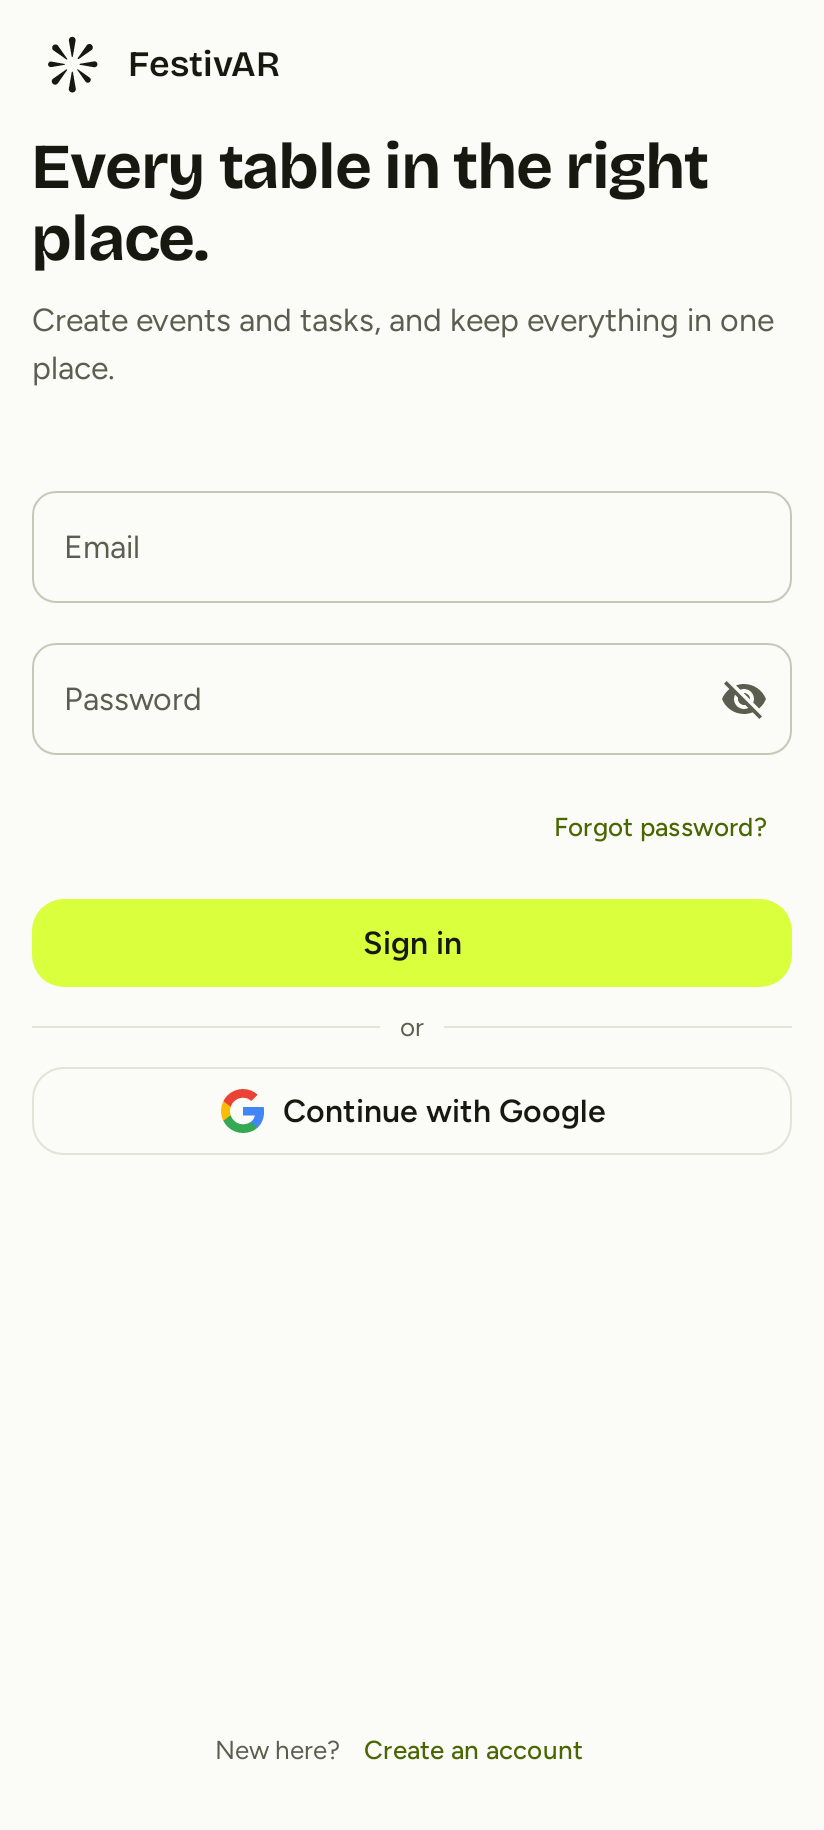 FestivAR
Every table in the right
place.
Create events and tasks, and keep everything in one
place.
Email
Password
Forgot password?
Sign in
or
Continue with Google
New here? Create an account